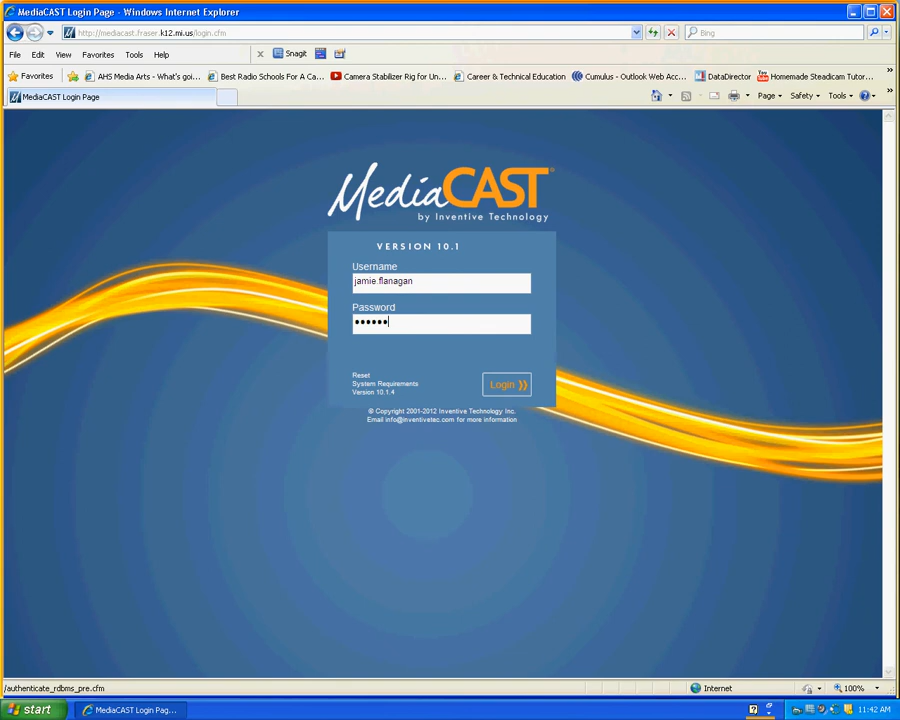 MediaCAST Login Page - Windows Internet Explorer
http://mediacast.fraser.k12.mi.us/login.cfm
Bing
File Edit View Favorites Tools Help x Snagit
Favorites AHS Media Arts - What's goi... Best Radio Schools For A Ca... Camera Stabilizer Rig for Un... Career & Technical Education Cumulus - Outlook Web Acc... DataDirector Homemade Steadicam Tutor... »
MediaCAST Login Page
Page Safety Tools »
MediaCAST™
by Inventive Technology
VERSION 10.1
Username
jamie.flanagan
Password
••••••
Reset
System Requirements
Version 10.1.4
Login
© Copyright 2001-2012 Inventive Technology Inc.
Email info@inventivetec.com for more information
/authenticate_rdbms_pre.cfm
Internet
100%
start
MediaCAST Login Pag...
11:42 AM